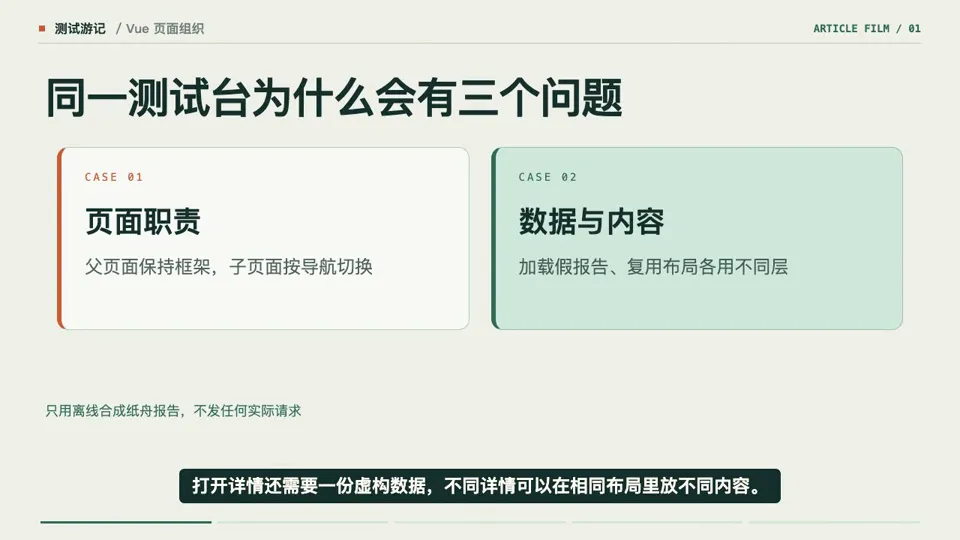 测试游记 / Vue 页面组织
ARTICLE FILM / 01
同一测试台为什么会有三个问题
CASE 01
页面职责
父页面保持框架，子页面按导航切换
CASE 02
数据与内容
加载假报告、复用布局各用不同层
只用离线合成纸舟报告，不发任何实际请求
打开详情还需要一份虚构数据，不同详情可以在相同布局里放不同内容。